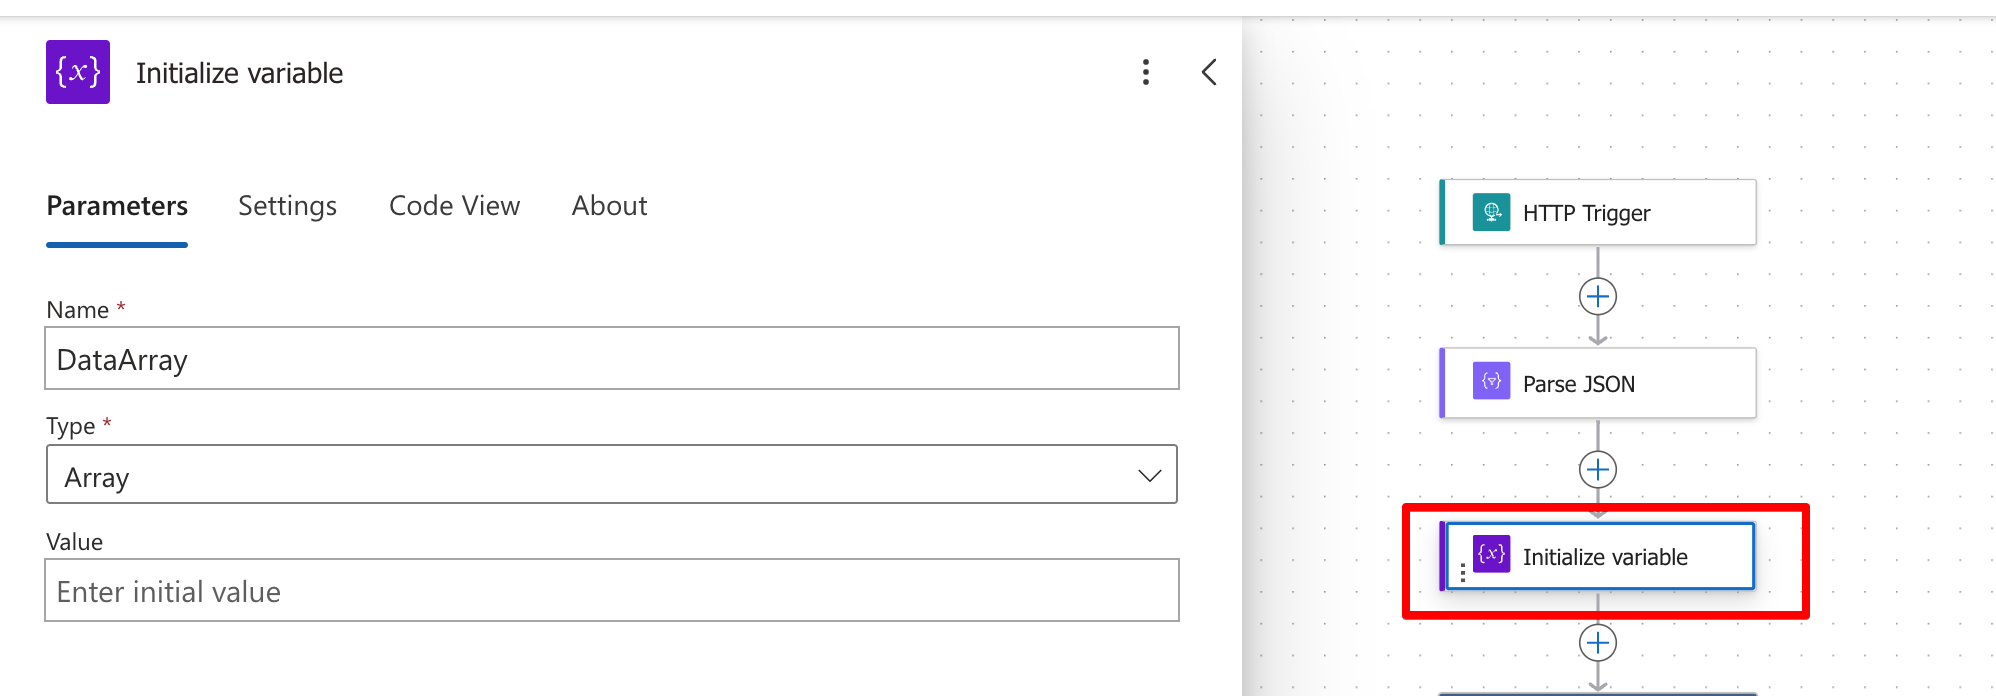 {x} Initialize variable
Parameters Settings Code View About
Name *
DataArray
Type *
Array
Value
Enter initial value
HTTP Trigger
Parse JSON
{x} Initialize variable